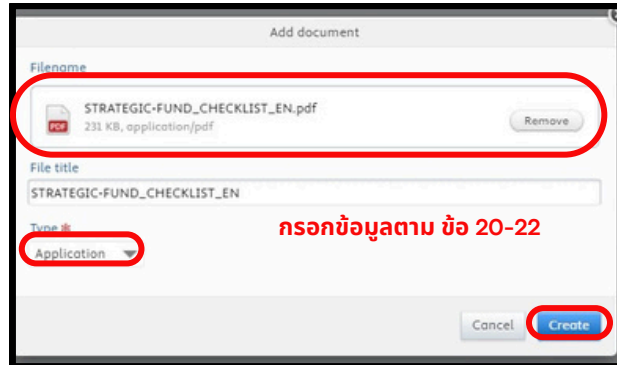 Add document
Filename
STRATEGIC-FUND_CHECKLIST_EN.pdf
PDF
231 KB, application/pdf
Remove
File title
STRATEGIC-FUND_CHECKLIST_EN
Type *
กรอกข้อมูลตาม ข้อ 20-22
Application
Cancel
Create